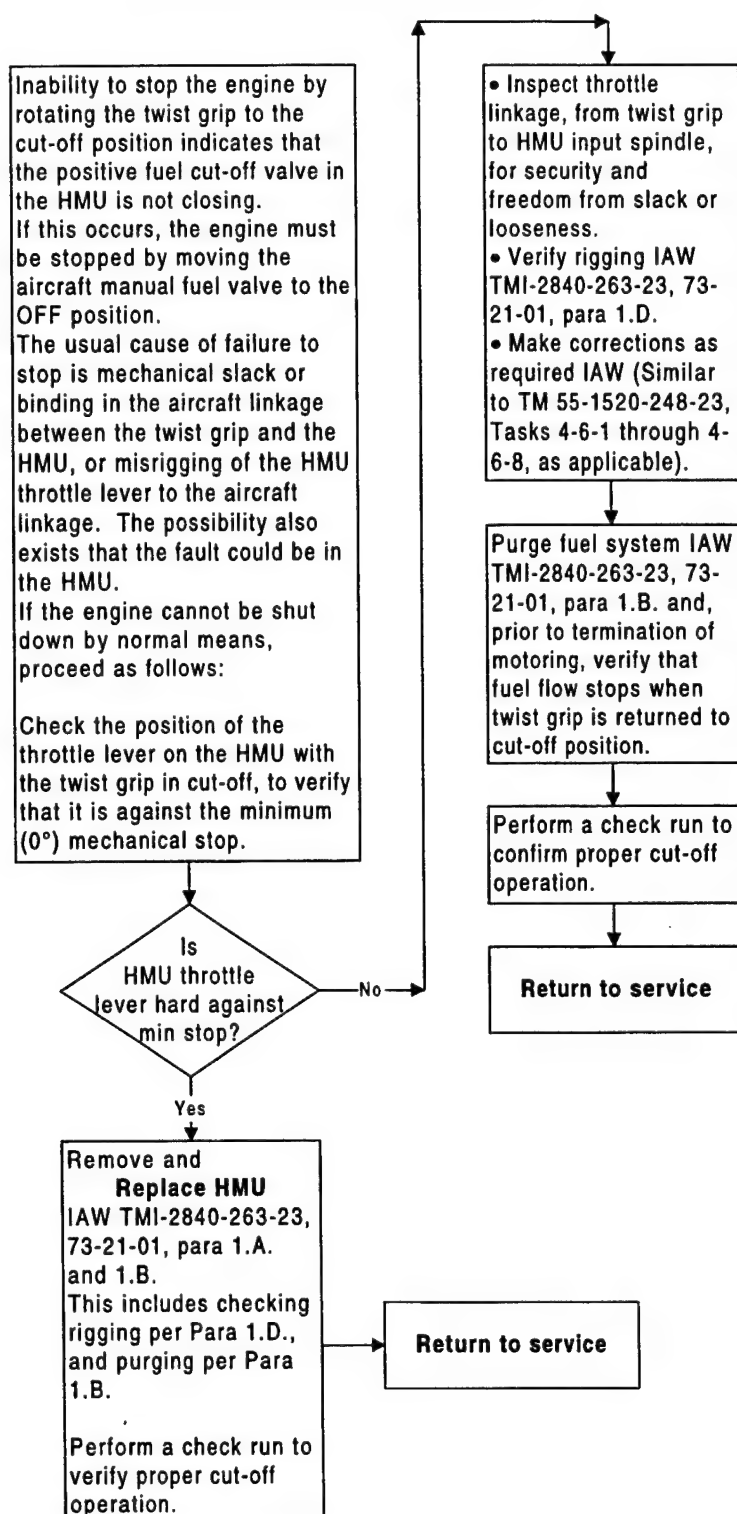 Inability to stop the engine by
rotating the twist grip to the
cut-off position indicates that
the positive fuel cut-off valve in
the HMU is not closing.
If this occurs, the engine must
be stopped by moving the
aircraft manual fuel valve to the
OFF position.
The usual cause of failure to
stop is mechanical slack or
binding in the aircraft linkage
between the twist grip and the
HMU, or misrigging of the HMU
throttle lever to the aircraft
linkage. The possibility also
exists that the fault could be in
the HMU.
If the engine cannot be shut
down by normal means,
proceed as follows:
Check the position of the
throttle lever on the HMU with
the twist grip in cut-off, to verify
that it is against the minimum
(0°) mechanical stop.
Is
HMU throttle
lever hard against
min stop?
No
Yes
Remove and
Replace HMU
IAW TMI-2840-263-23,
73-21-01, para 1.A.
and 1.B.
This includes checking
rigging per Para 1.D.,
and purging per Para
1.B.
Perform a check run to
verify proper cut-off
operation.
Return to service
• Inspect throttle
linkage, from twist grip
to HMU input spindle,
for security and
freedom from slack or
looseness.
• Verify rigging IAW
TMI-2840-263-23, 73-
21-01, para 1.D.
• Make corrections as
required IAW (Similar
to TM 55-1520-248-23,
Tasks 4-6-1 through 4-
6-8, as applicable).
Purge fuel system IAW
TMI-2840-263-23, 73-
21-01, para 1.B. and,
prior to termination of
motoring, verify that
fuel flow stops when
twist grip is returned to
cut-off position.
Perform a check run to
confirm proper cut-off
operation.
Return to service